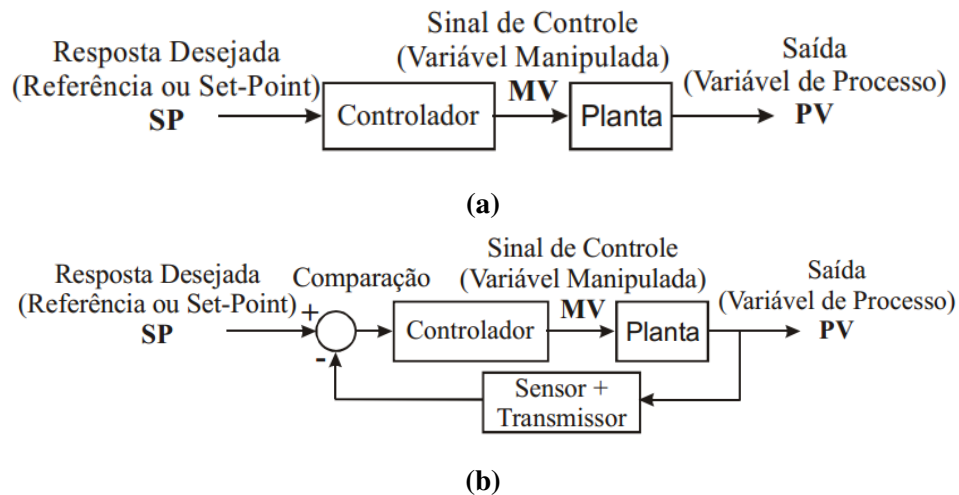 Resposta Desejada
(Referência ou Set-Point)
SP
Controlador
Sinal de Controle
(Variável Manipulada)
MV
Planta
Saída
(Variável de Processo)
PV
(a)
Resposta Desejada
(Referência ou Set-Point)
SP
Comparação
+
-
Controlador
Sinal de Controle
(Variável Manipulada)
MV
Planta
Saída
(Variável de Processo)
PV
Sensor +
Transmissor
(b)